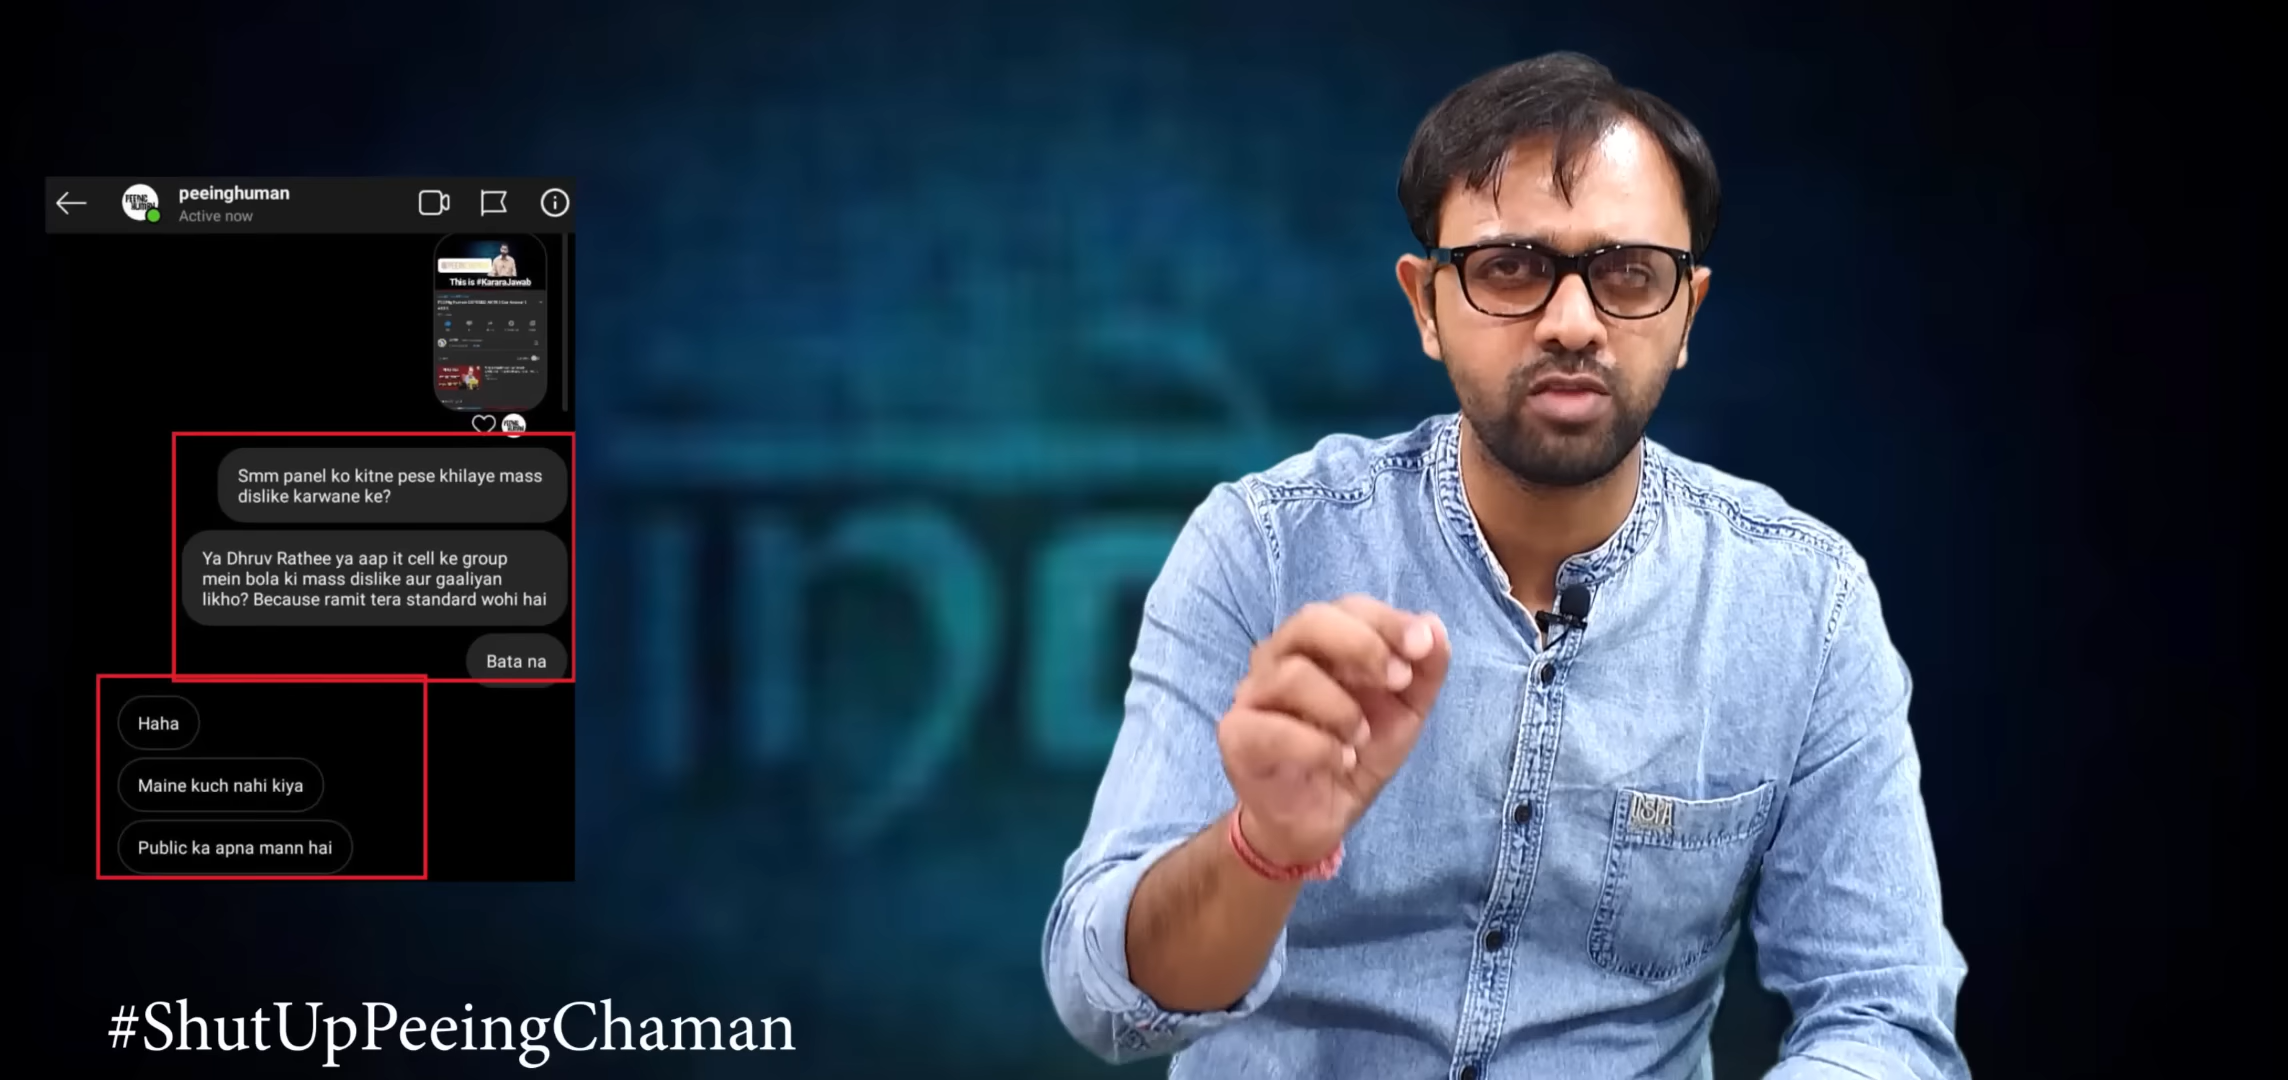 peeinghuman
Active now
This is #KararaJawab
Smm panel ko kitne pese khilaye mass
dislike karwane ke?
Ya Dhruv Rathee ya aap it cell ke group
mein bola ki mass dislike aur gaaliyan
likho? Because ramit tera standard wohi hai
Bata na
Haha
Maine kuch nahi kiya
Public ka apna mann hai
#ShutUpPeeingChaman